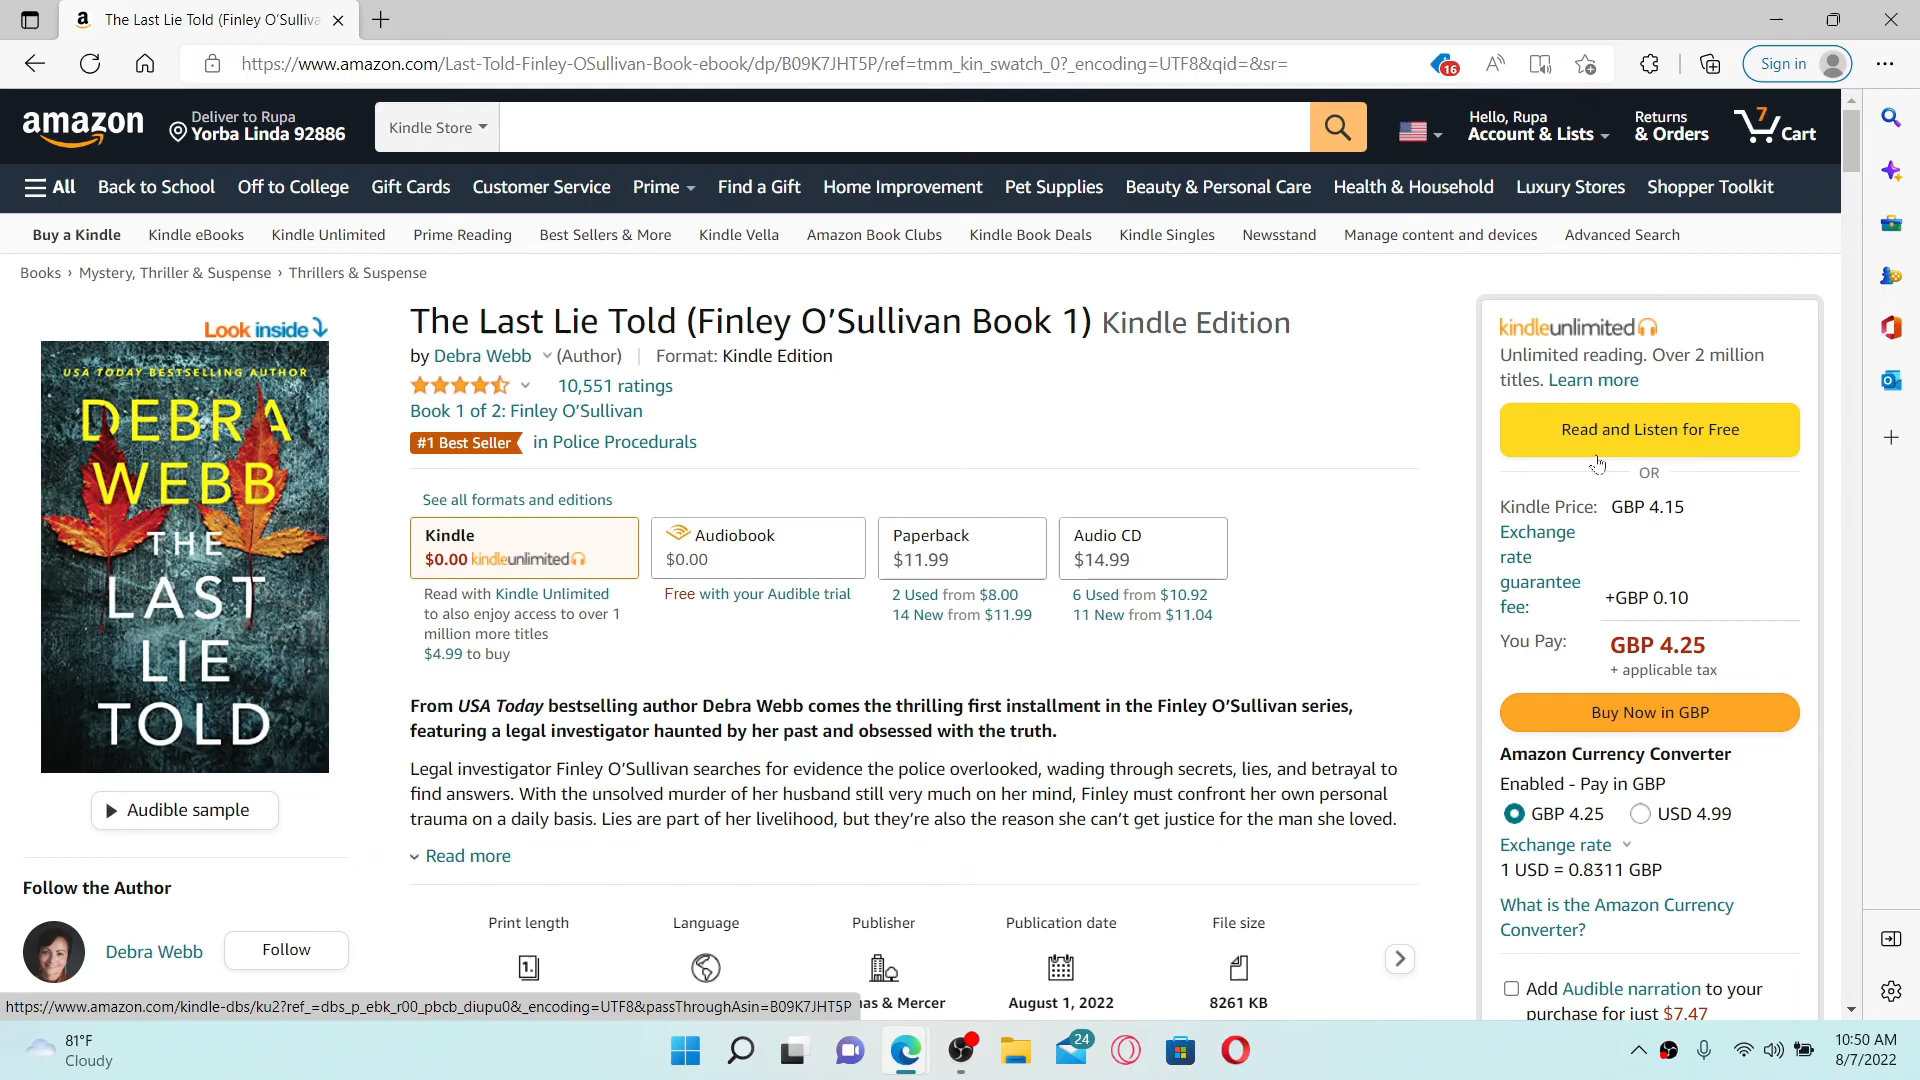 The Last Lie Told (Finley O'Sulliva
https://www.amazon.com/Last-Told-Finley-OSullivan-Book-ebook/dp/B09K7JHT5P/ref=tmm_kin_swatch_0?_encoding=UTF8&qid=&sr=
16
Sign in
amazon
Deliver to Rupa
Yorba Linda 92886
Kindle Store
Hello, Rupa
Account & Lists
Returns
& Orders
7
Cart
All
Back to School
Off to College
Gift Cards
Customer Service
Prime
Find a Gift
Home Improvement
Pet Supplies
Beauty & Personal Care
Health & Household
Luxury Stores
Shopper Toolkit
Buy a Kindle
Kindle eBooks
Kindle Unlimited
Prime Reading
Best Sellers & More
Kindle Vella
Amazon Book Clubs
Kindle Book Deals
Kindle Singles
Newsstand
Manage content and devices
Advanced Search
Books › Mystery, Thriller & Suspense › Thrillers & Suspense
Look inside
USA TODAY BESTSELLING AUTHOR
DEBRA
WEBB
THE
LAST
LIE
TOLD
Audible sample
Follow the Author
Debra Webb
Follow
The Last Lie Told (Finley O'Sullivan Book 1) Kindle Edition
by Debra Webb (Author) | Format: Kindle Edition
10,551 ratings
Book 1 of 2: Finley O'Sullivan
#1 Best Seller in Police Procedurals
See all formats and editions
Kindle
$0.00 kindleunlimited
Read with Kindle Unlimited
to also enjoy access to over 1
million more titles
$4.99 to buy
Audiobook
$0.00
Free with your Audible trial
Paperback
$11.99
2 Used from $8.00
14 New from $11.99
Audio CD
$14.99
6 Used from $10.92
11 New from $11.04
From USA Today bestselling author Debra Webb comes the thrilling first installment in the Finley O'Sullivan series,
featuring a legal investigator haunted by her past and obsessed with the truth.
Legal investigator Finley O'Sullivan searches for evidence the police overlooked, wading through secrets, lies, and betrayal to
find answers. With the unsolved murder of her husband still very much on her mind, Finley must confront her own personal
trauma on a daily basis. Lies are part of her livelihood, but they're also the reason she can't get justice for the man she loved.
Read more
Print length
Language
Publisher
as & Mercer
Publication date
August 1, 2022
File size
8261 KB
kindleunlimited
Unlimited reading. Over 2 million
titles. Learn more
Read and Listen for Free
OR
Kindle Price: GBP 4.15
Exchange
rate
guarantee
fee: +GBP 0.10
You Pay: GBP 4.25
+ applicable tax
Buy Now in GBP
Amazon Currency Converter
Enabled - Pay in GBP
GBP 4.25 USD 4.99
Exchange rate
1 USD = 0.8311 GBP
What is the Amazon Currency
Converter?
Add Audible narration to your
purchase for just $7.47
https://www.amazon.com/kindle-dbs/ku2?ref_=dbs_p_ebk_r00_pbcb_diupu0&_encoding=UTF8&passThroughAsin=B09K7JHT5P
81°F
Cloudy
24
10:50 AM
8/7/2022